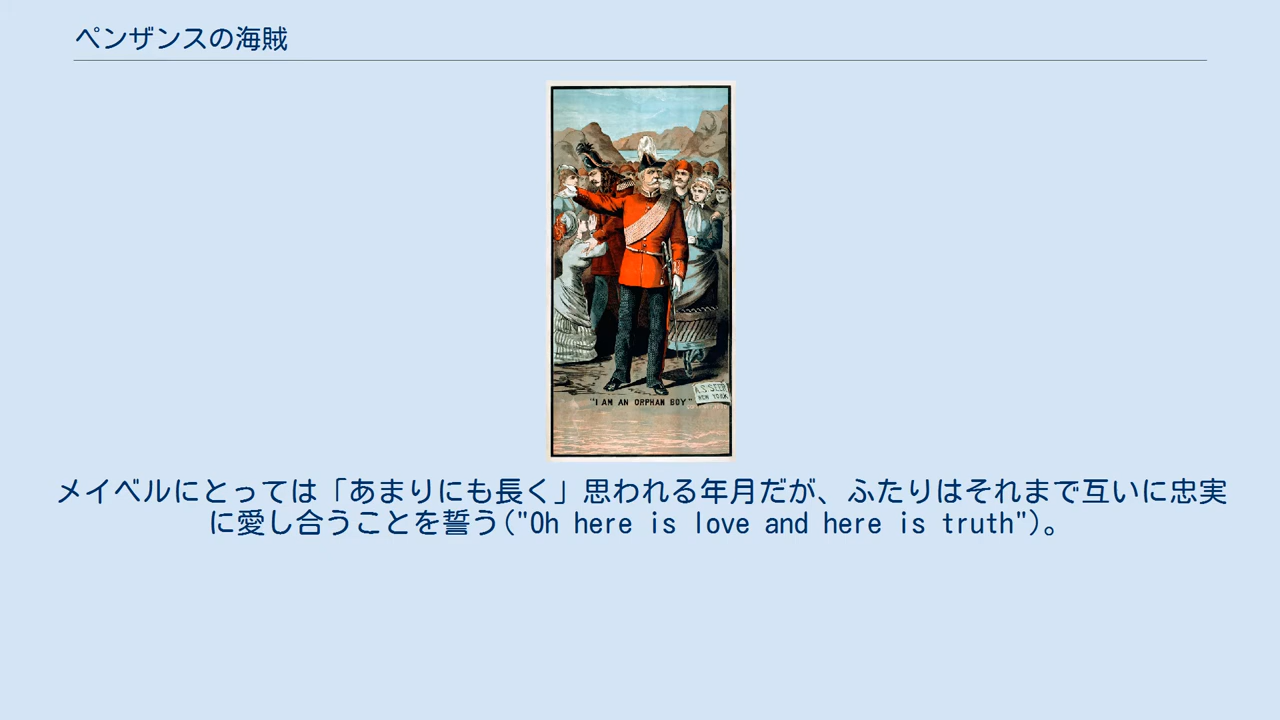 ペンザンスの海賊
"I AM AN ORPHAN BOY"
A.S.SEER
NEW YORK
メイベルにとっては「あまりにも長く」思われる年月だが、ふたりはそれまで互いに忠実
に愛し合うことを誓う("Oh here is love and here is truth")。